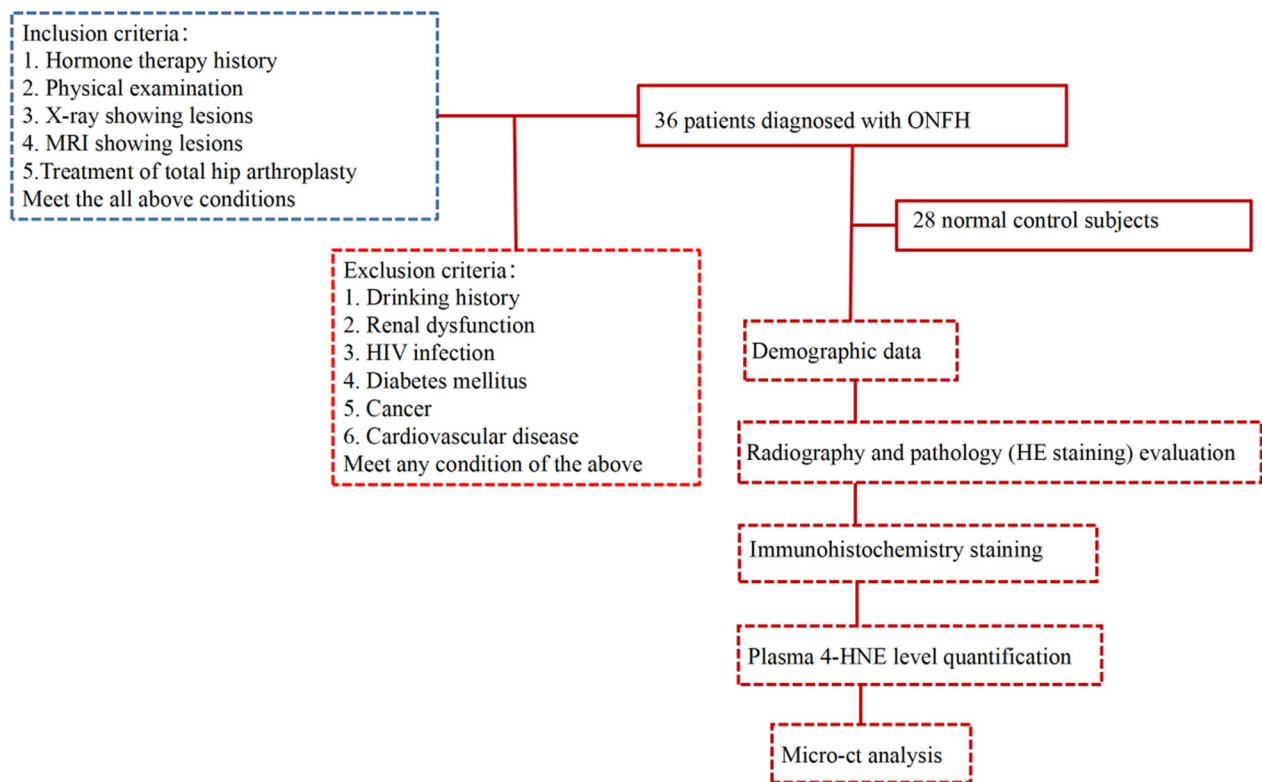 Inclusion criteria：
1. Hormone therapy history
2. Physical examination
3. X-ray showing lesions
4. MRI showing lesions
5.Treatment of total hip arthroplasty
Meet the all above conditions
36 patients diagnosed with ONFH
28 normal control subjects
Exclusion criteria：
1. Drinking history
2. Renal dysfunction
3. HIV infection
4. Diabetes mellitus
5. Cancer
6. Cardiovascular disease
Meet any condition of the above
Demographic data
Radiography and pathology (HE staining) evaluation
Immunohistochemistry staining
Plasma 4-HNE level quantification
Micro-ct analysis